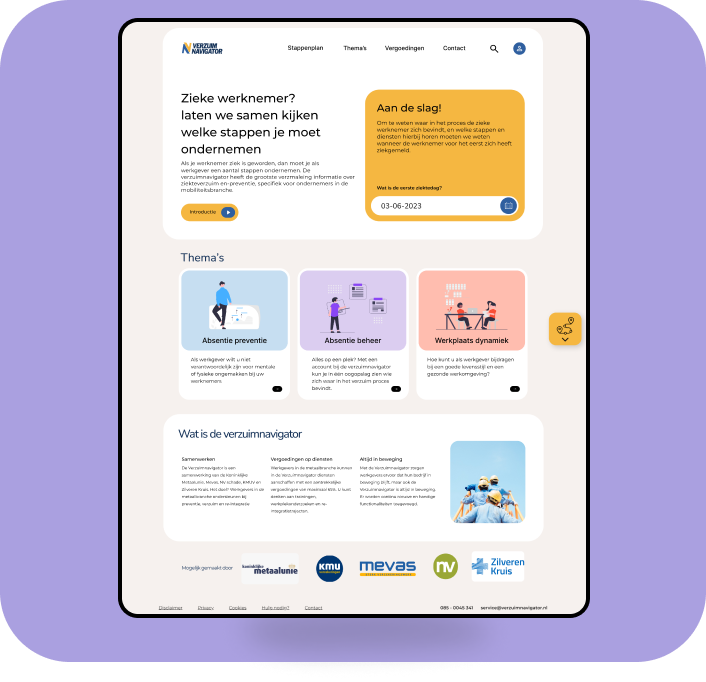 VERZUIM
NAVIGATOR
Stappenplan
Thema's
Vergoedingen
Contact
Zieke werknemer?
laten we samen kijken
welke stappen je moet
ondernemen
Als je werknemer ziek is geworden, dan moet je als
werkgever een aantal stappen ondernemen. De
verzuimnavigator heeft de grootste verzmaleing informatie over
ziekteverzuim en-preventie, specifiek voor ondernemers in de
mobiliteitsbranche.
Introductie
Aan de slag!
Om te weten waar in het proces de zieke
werknemer zich bevindt, en welke stappen en
diensten hierbij horen moeten we weten
wanneer de werknemer voor het eerst zich heeft
ziekgemeld.
Wat is de eerste ziektedag?
03-06-2023
Thema's
Absentie preventie
Als werkgever wilt u niet
verantwoordelijk zijn voor mentale
of fysieke ongemakken bij uw
werknemers.
Absentie beheer
Alles op een plek? Met een
account bij de verzuimnavigator
kun je in één oogopslag zien wie
zich waar in het verzuim proces
bevindt.
Werkplaats dynamiek
Hoe kunt u als werkgever bijdragen
bij een goede levensstijl en een
gezonde werkomgeving?
Wat is de verzuimnavigator
Samenwerken
De Verzuimnavigator is een
samenwerking van de Koninklijke
Metaalunie, Mevas, NV schade, KMUV en
Zilveren Kruis. Het deelt Werkgevers in de
metaalbranche ondersteunen bij
preventie, verzuim en re-integratie.
Vergoedingen op diensten
Werkgevers in de metaalbranche kunnen
in de Verzuimnavigator diensten
aanschaffen met een aantrekkelijke
vergoedingen van maximaal 65%. U kunt
denken aan trainingen,
werkplekonderzoeken en re-
integratietrajecten.
Altijd in beweging
Met de Verzuimnavigator zorgen
werkgevers ervoor dat hun bedrijf in
beweging blijft, maar ook de
Verzuimnavigator is altijd in beweging.
Er worden continu nieuwe en handige
functionaliteiten toegevoegd.
Mogelijk gemaakt door
koninklijke
metaalunie
KMU
mevas
nv
Zilveren
Kruis
Disclaimer
Privacy
Cookies
Hulp nodig?
Contact
085 - 0045 341
service@verzuimnavigator.nl